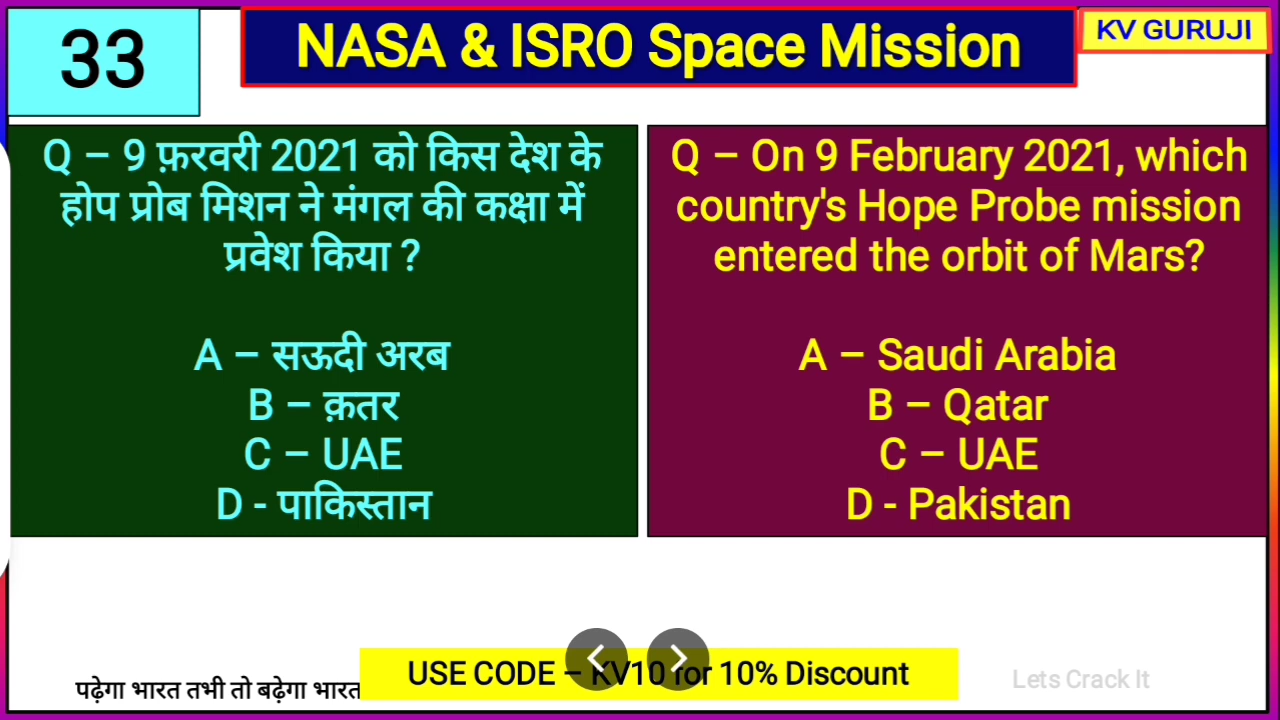 33
NASA & ISRO Space Mission
KV GURUJI
Q – 9 फ़रवरी 2021 को किस देश के
होप प्रोब मिशन ने मंगल की कक्षा में
प्रवेश किया ?
A – सऊदी अरब
B – क़तर
C – UAE
D - पाकिस्तान
Q – On 9 February 2021, which
country's Hope Probe mission
entered the orbit of Mars?
A – Saudi Arabia
B – Qatar
C – UAE
D - Pakistan
USE CODE – KV10 for 10% Discount
पढ़ेगा भारत तभी तो बढ़ेगा भारत
Lets Crack It